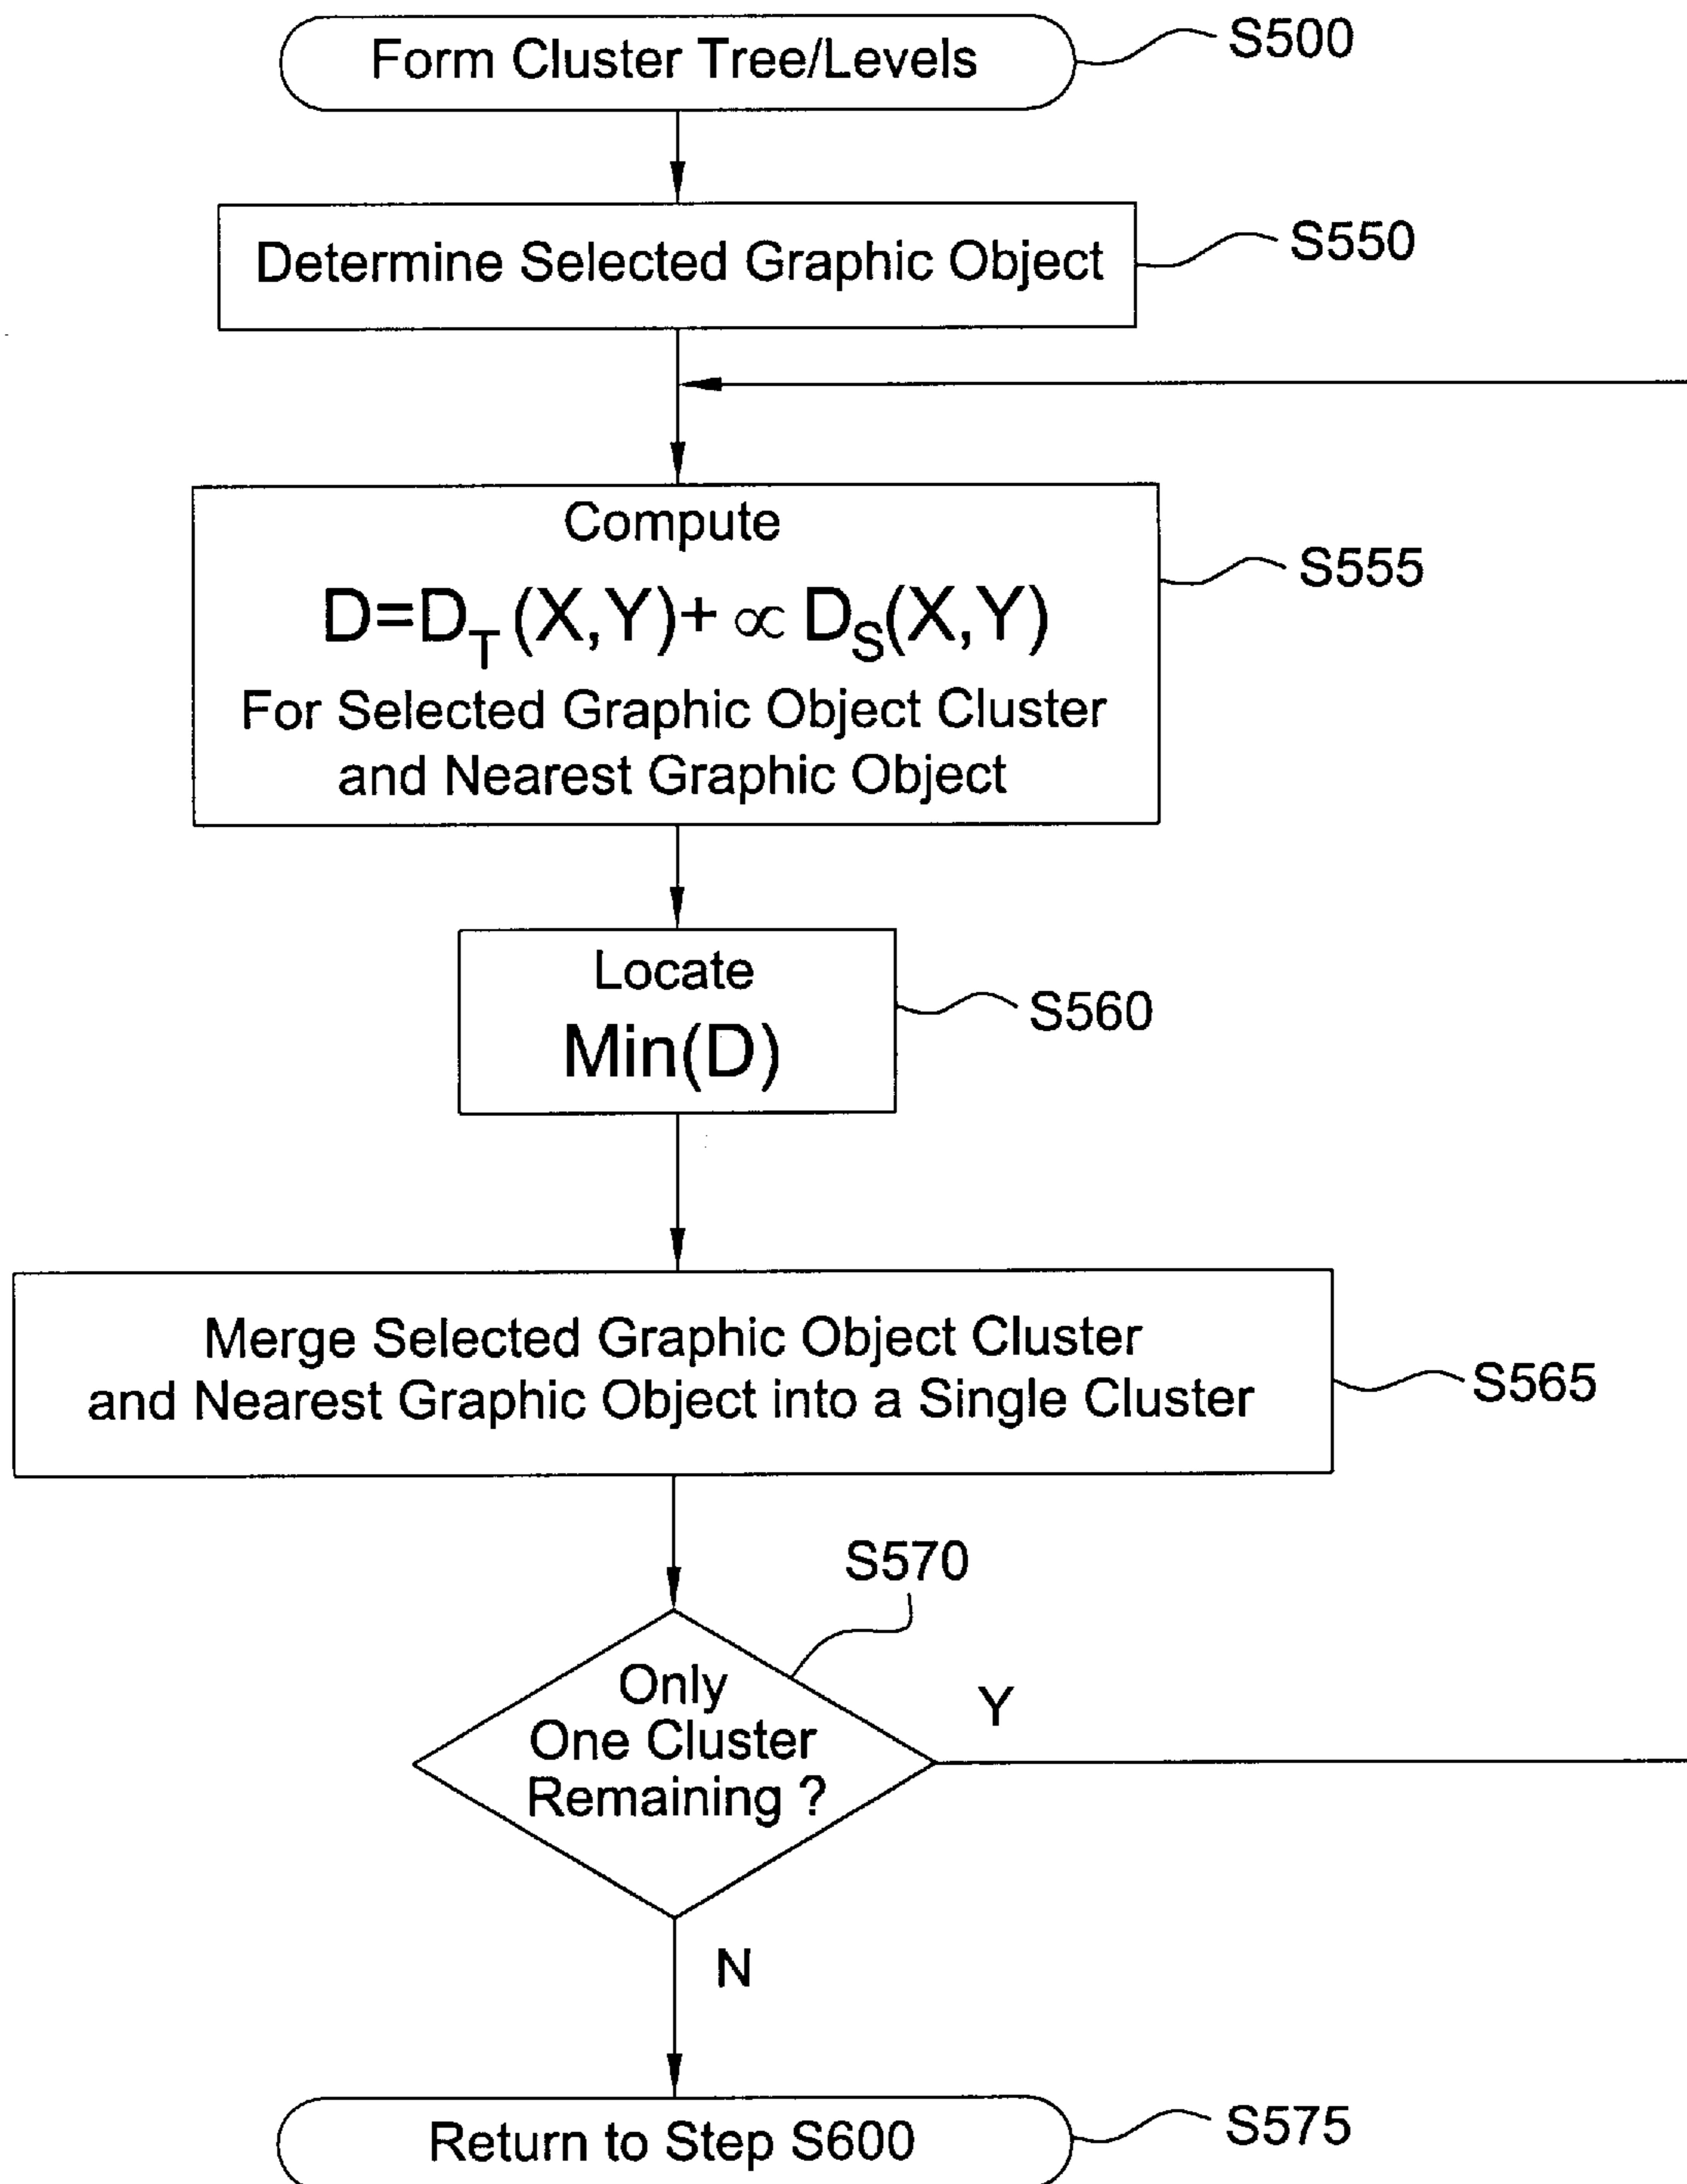 Form Cluster Tree/Levels
S500
Determine Selected Graphic Object
S550
Compute
D=D_T(X,Y)+ ∝ D_S(X,Y)
For Selected Graphic Object Cluster
and Nearest Graphic Object
S555
Locate
Min(D)
S560
Merge Selected Graphic Object Cluster
and Nearest Graphic Object into a Single Cluster
S565
S570
Only
One Cluster
Remaining ?
Y
N
Return to Step S600
S575